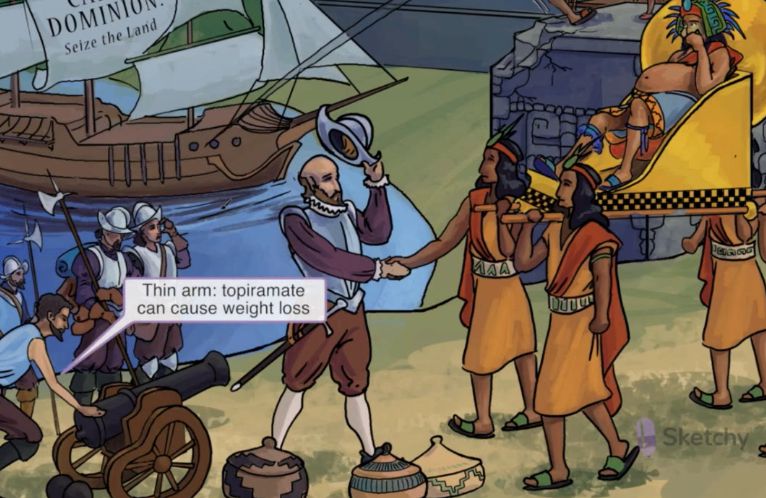 DOMINION:
Seize the Land
Thin arm: topiramate
can cause weight loss
Sketchy